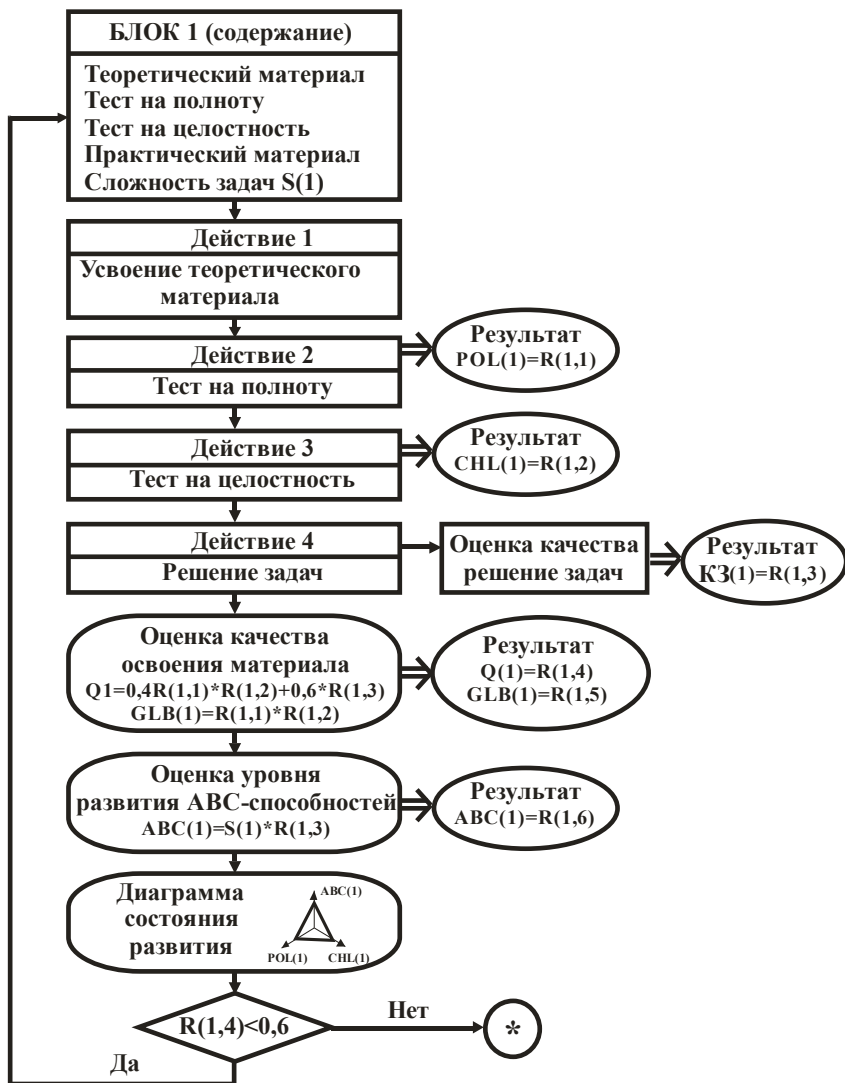 БЛОК 1 (содержание)
Теоретический материал
Тест на полноту
Тест на целостность
Практический материал
Сложность задач S(1)
Действие 1
Усвоение теоретического
материала
Действие 2
Тест на полноту
Результат
POL(1)=R(1,1)
Действие 3
Тест на целостность
Результат
CHL(1)=R(1,2)
Действие 4
Решение задач
Оценка качества
решение задач
Результат
КЗ(1)=R(1,3)
Оценка качества
освоения материала
Q1=0,4R(1,1)*R(1,2)+0,6*R(1,3)
GLB(1)=R(1,1)*R(1,2)
Результат
Q(1)=R(1,4)
GLB(1)=R(1,5)
Оценка уровня
развития ABC-способностей
ABC(1)=S(1)*R(1,3)
Результат
ABC(1)=R(1,6)
Диаграмма
состояния
развития
ABC(1)
POL(1)
CHL(1)
R(1,4)<0,6
Нет
*
Да